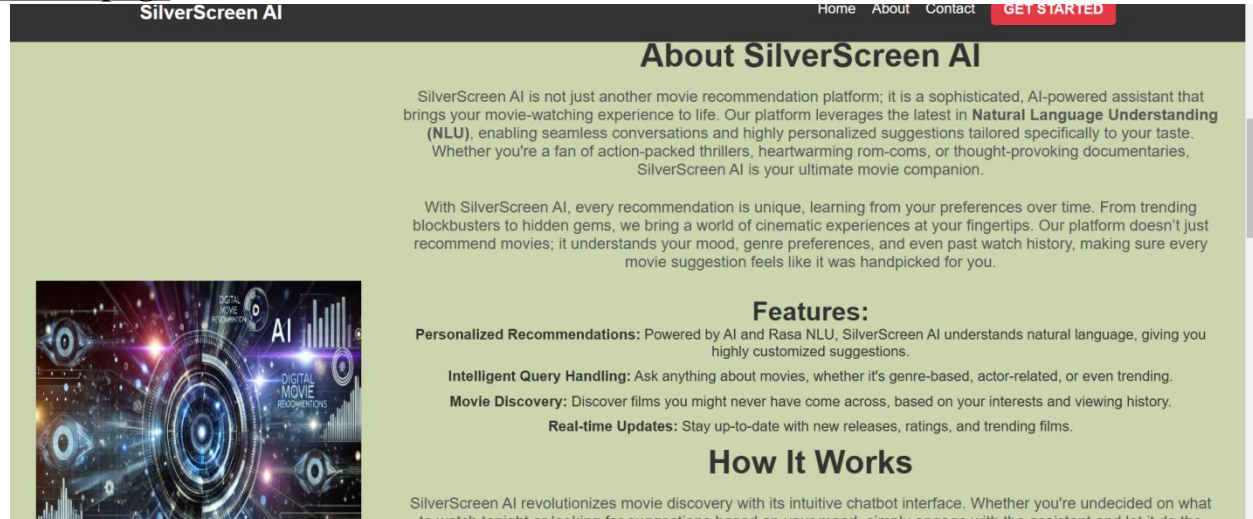 SilverScreen AI
Home About Contact GET STARTED
About SilverScreen AI
SilverScreen AI is not just another movie recommendation platform; it is a sophisticated, AI-powered assistant that
brings your movie-watching experience to life. Our platform leverages the latest in Natural Language Understanding
(NLU), enabling seamless conversations and highly personalized suggestions tailored specifically to your taste.
Whether you're a fan of action-packed thrillers, heartwarming rom-coms, or thought-provoking documentaries,
SilverScreen AI is your ultimate movie companion.
With SilverScreen AI, every recommendation is unique, learning from your preferences over time. From trending
blockbusters to hidden gems, we bring a world of cinematic experiences at your fingertips. Our platform doesn't just
recommend movies; it understands your mood, genre preferences, and even past watch history, making sure every
movie suggestion feels like it was handpicked for you.
Features:
Personalized Recommendations: Powered by AI and Rasa NLU, SilverScreen AI understands natural language, giving you
highly customized suggestions.
Intelligent Query Handling: Ask anything about movies, whether it's genre-based, actor-related, or even trending.
Movie Discovery: Discover films you might never have come across, based on your interests and viewing history.
Real-time Updates: Stay up-to-date with new releases, ratings, and trending films.
DIGITAL
MOVIE
AI
DIGITAL
MOVIE
How It Works
SilverScreen AI revolutionizes movie discovery with its intuitive chatbot interface. Whether you're undecided on what